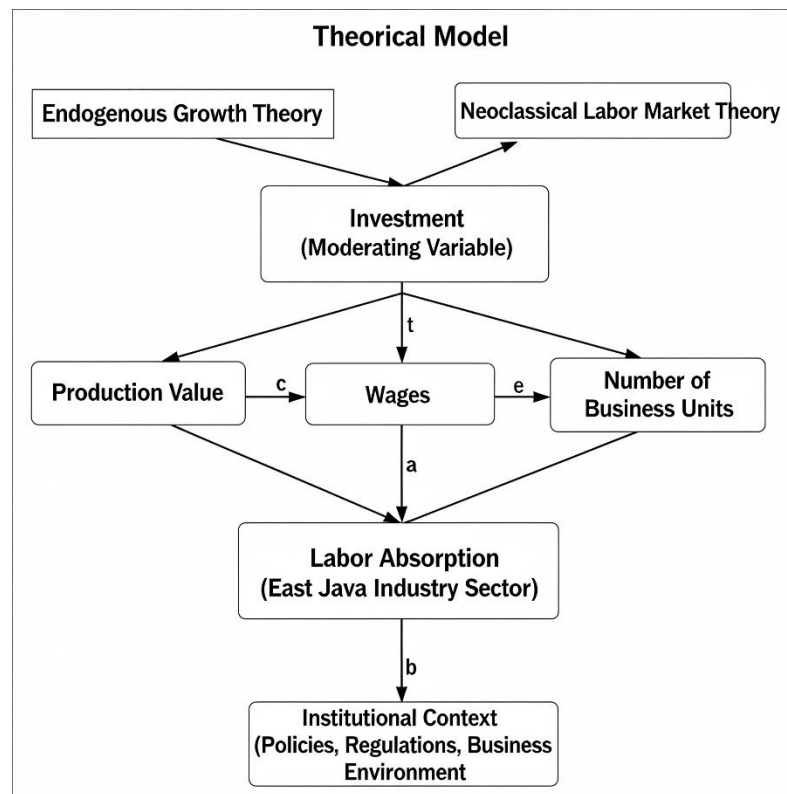 Theorical Model
Endogenous Growth Theory
Neoclassical Labor Market Theory
Investment
(Moderating Variable)
t
Production Value
c
Wages
e
Number of
Business Units
a
Labor Absorption
(East Java Industry Sector)
b
Institutional Context
(Policies, Regulations, Business
Environment